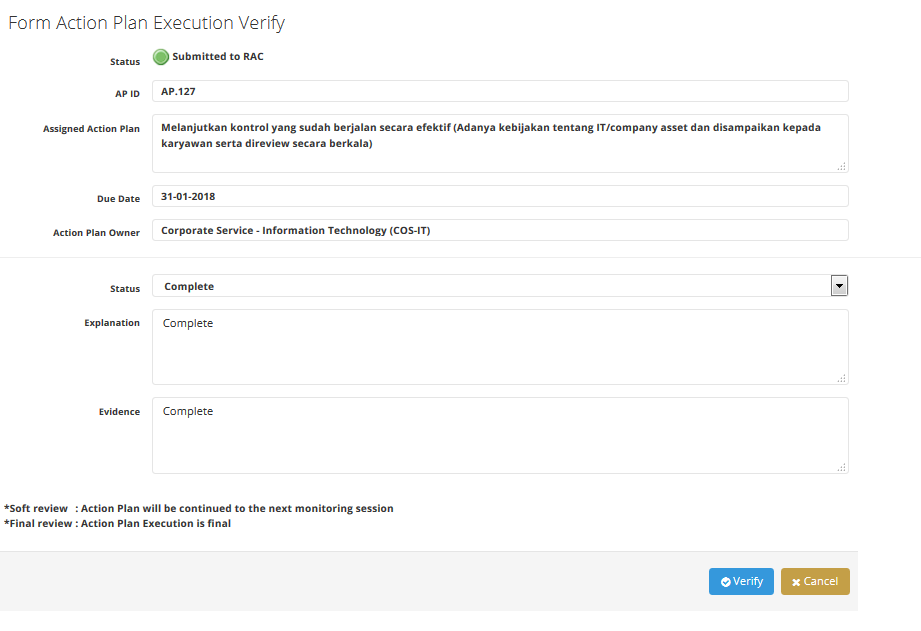 Form Action Plan Execution Verify
Status Submitted to RAC
AP ID AP.127
Assigned Action Plan Melanjutkan kontrol yang sudah berjalan secara efektif (Adanya kebijakan tentang IT/company asset dan disampaikan kepada
karyawan serta direview secara berkala)
Due Date 31-01-2018
Action Plan Owner Corporate Service - Information Technology (COS-IT)
Status Complete
Explanation Complete
Evidence Complete
*Soft review : Action Plan will be continued to the next monitoring session
*Final review : Action Plan Execution is final
Verify Cancel